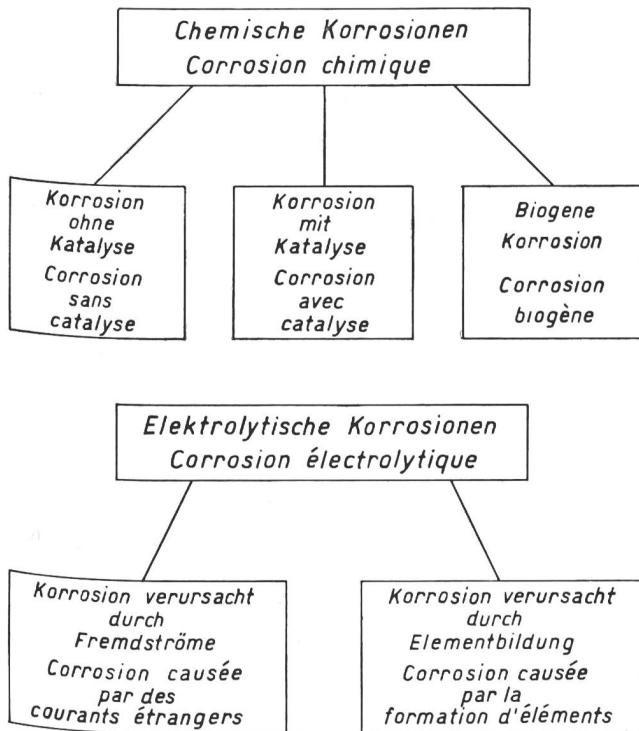 Chemische Korrosionen
Corrosion chimique
Korrosion
ohne
Katalyse
Corrosion
sans
catalyse
Korrosion
mit
Katalyse
Corrosion
avec
catalyse
Biogene
Korrosion
Corrosion
biogène
Elektrolytische Korrosionen
Corrosion électrolytique
Korrosion verursacht
durch
Fremdströme
Corrosion causée
par des
courants étrangers
Korrosion verursacht
durch
Elementbildung
Corrosion causée
par la
formation d'éléments